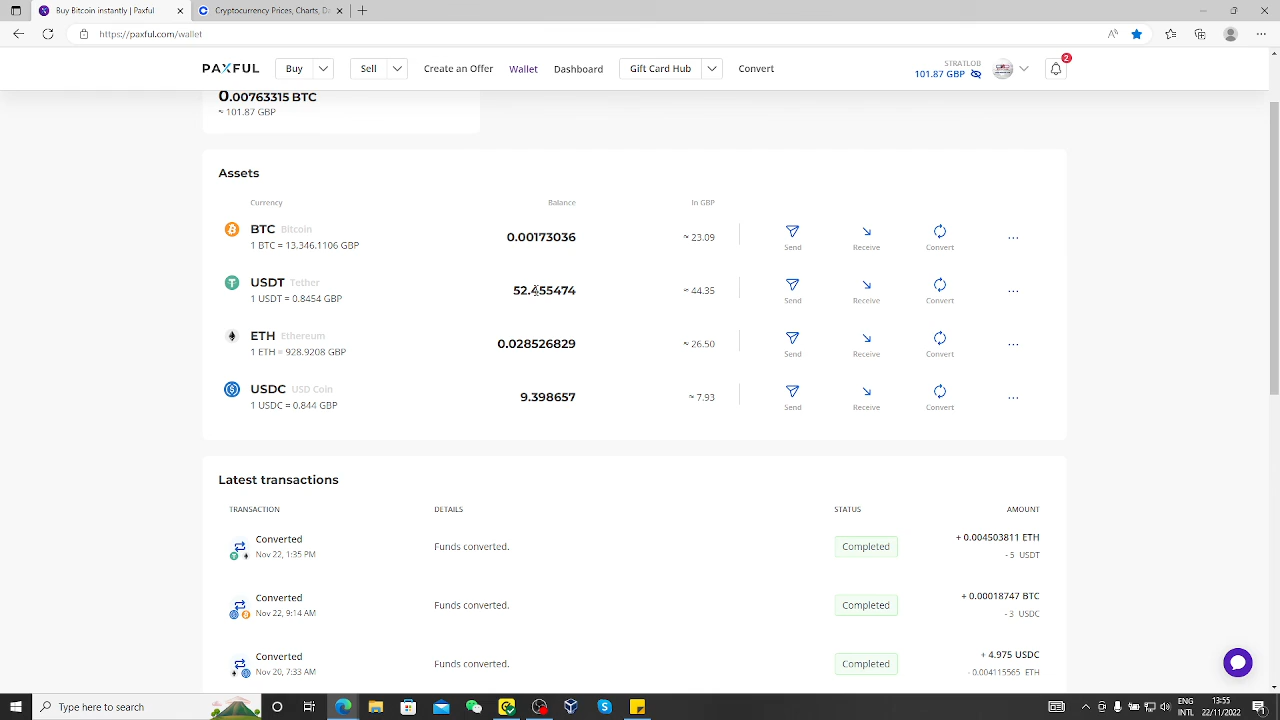 Buy Bitcoin instantly | Paxful
Cryptocurrency Prices, Charts, Da
https://paxful.com/wallet
PAXFUL
Buy
Sell
Create an Offer
Wallet
Dashboard
Gift Card Hub
Convert
STRATLOB
101.87 GBP
2
0.00763315 BTC
≈ 101.87 GBP
Assets
Currency Balance In GBP
BTC Bitcoin
1 BTC = 13,346.1106 GBP
0.00173036
≈ 23.09
Send Receive Convert
USDT Tether
1 USDT = 0.8454 GBP
52.455474
≈ 44.35
Send Receive Convert
ETH Ethereum
1 ETH = 928.9208 GBP
0.028526829
≈ 26.50
Send Receive Convert
USDC USD Coin
1 USDC = 0.844 GBP
9.398657
≈ 7.93
Send Receive Convert
Latest transactions
TRANSACTION DETAILS STATUS AMOUNT
Converted
Nov 22, 1:35 PM
Funds converted.
Completed
+ 0.004503811 ETH
- 5 USDT
Converted
Nov 22, 9:14 AM
Funds converted.
Completed
+ 0.00018747 BTC
- 3 USDC
Converted
Nov 20, 7:33 AM
Funds converted.
Completed
+ 4.975 USDC
- 0.004115565 ETH
Type here to search
ENG
INTL
13:55
22/11/2022